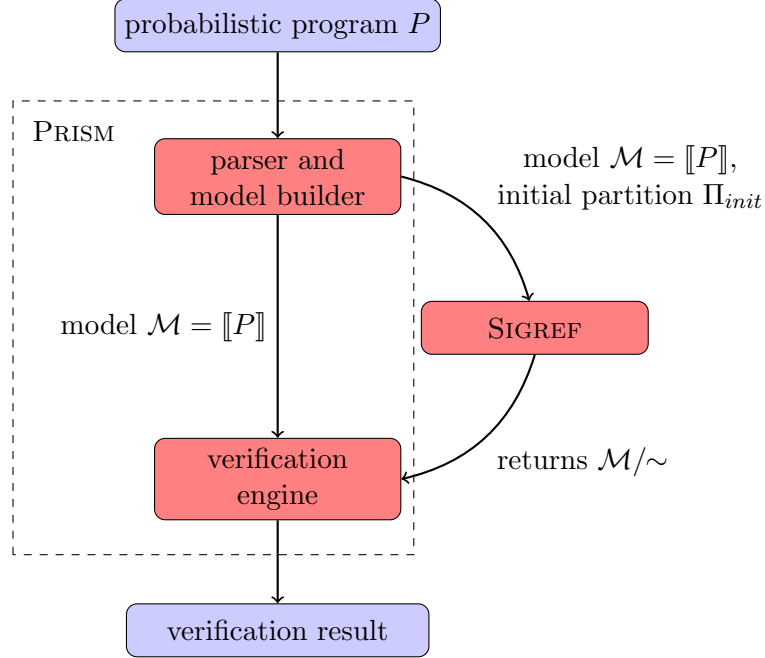 probabilistic program P
PRISM
parser and
model builder
model ℳ = ⟦P⟧,
initial partition Π_init
model ℳ = ⟦P⟧
SIGREF
verification
engine
returns ℳ/∼
verification result